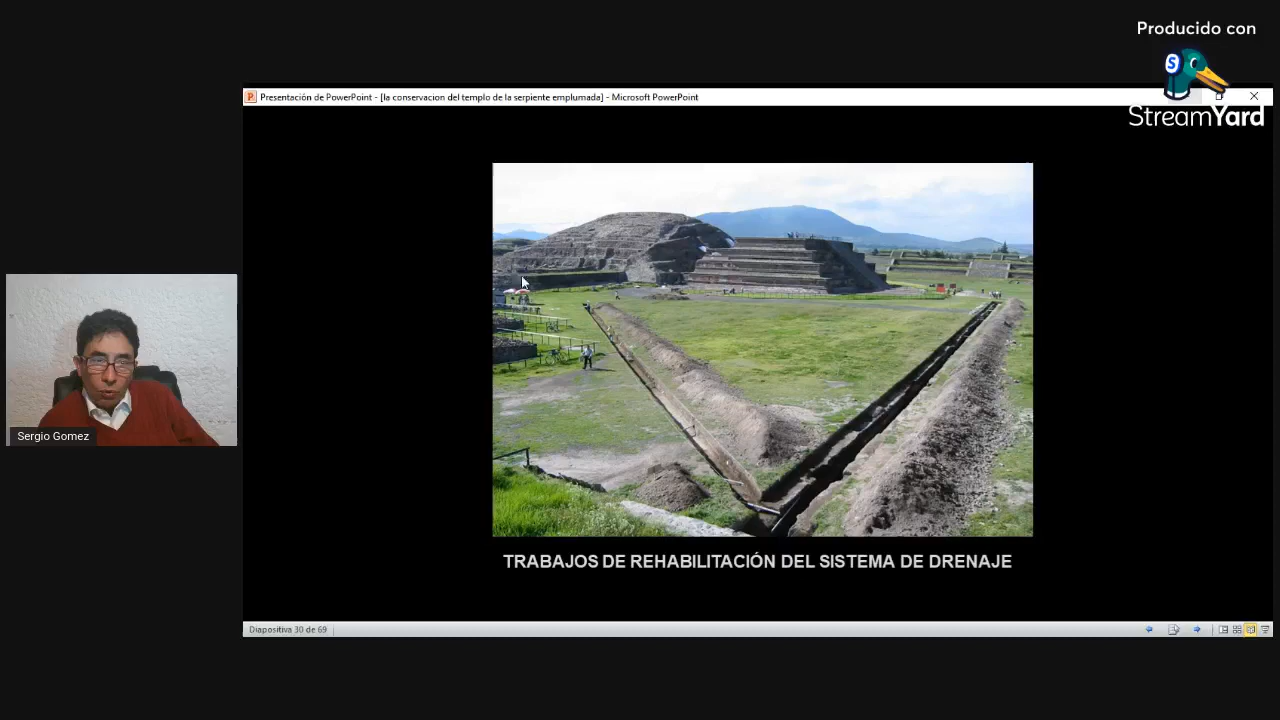 Producido con
S
StreamYard
Presentación de PowerPoint - [la conservacion del templo de la serpiente emplumada] - Microsoft PowerPoint
Sergio Gomez
TRABAJOS DE REHABILITACIÓN DEL SISTEMA DE DRENAJE
Diapositiva 30 de 69